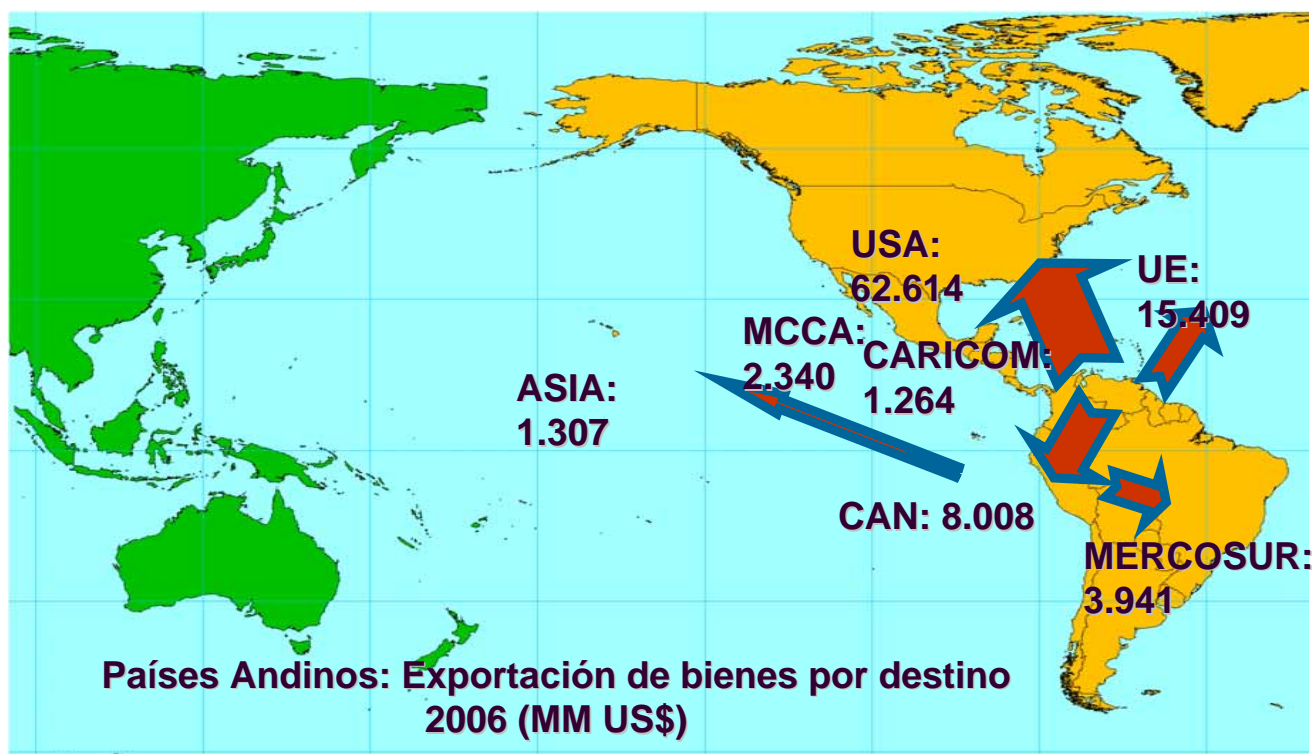 USA:
62.614
UE:
15.409
MCCA:
2.340
CARICOM:
1.264
ASIA:
1.307
CAN: 8.008
MERCOSUR:
3.941
Países Andinos: Exportación de bienes por destino
2006 (MM US$)